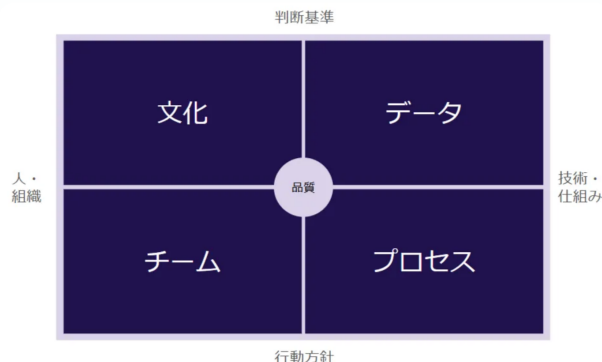 判断基準
文化
データ
人・
組織
品質
技術・
仕組み
チーム
プロセス
行動方針